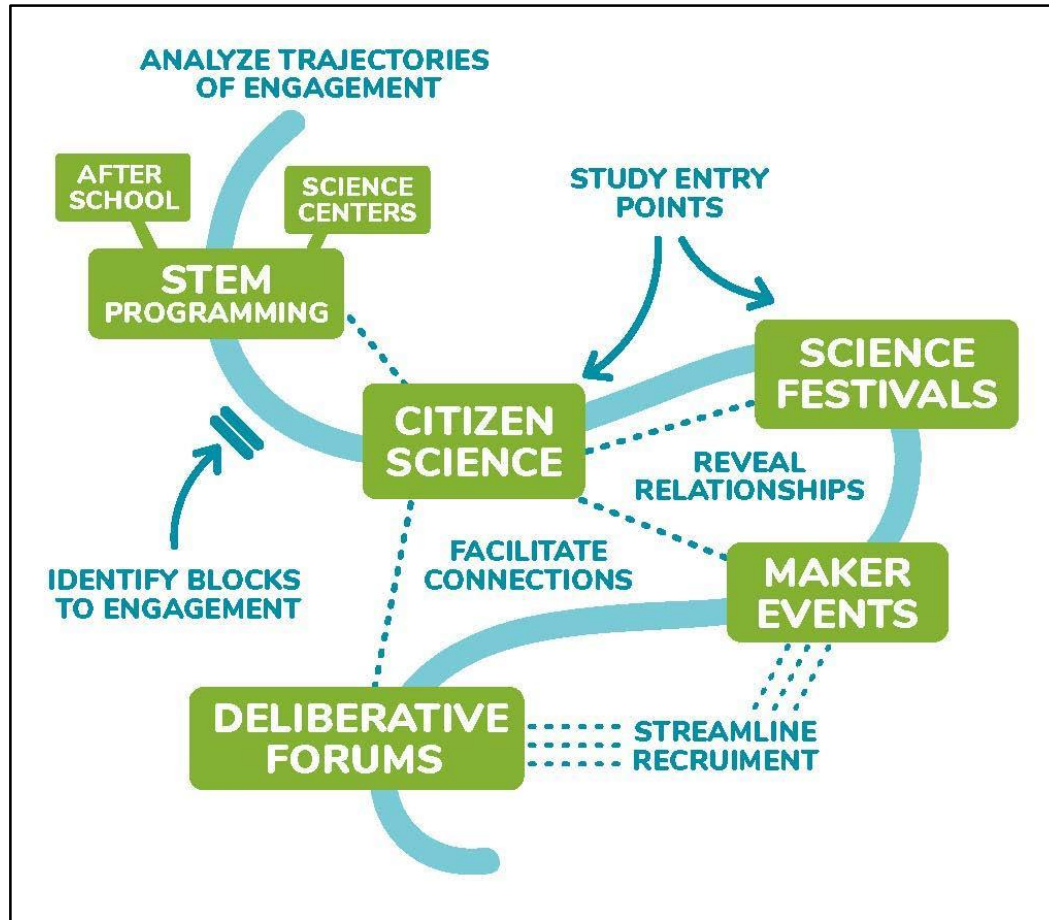 ANALYZE TRAJECTORIES
OF ENGAGEMENT
AFTER
SCHOOL
SCIENCE
CENTERS
STEM
PROGRAMMING
STUDY ENTRY
POINTS
SCIENCE
FESTIVALS
CITIZEN
SCIENCE
REVEAL
RELATIONSHIPS
IDENTIFY BLOCKS
TO ENGAGEMENT
FACILITATE
CONNECTIONS
MAKER
EVENTS
DELIBERATIVE
FORUMS
STREAMLINE
RECRUIMENT